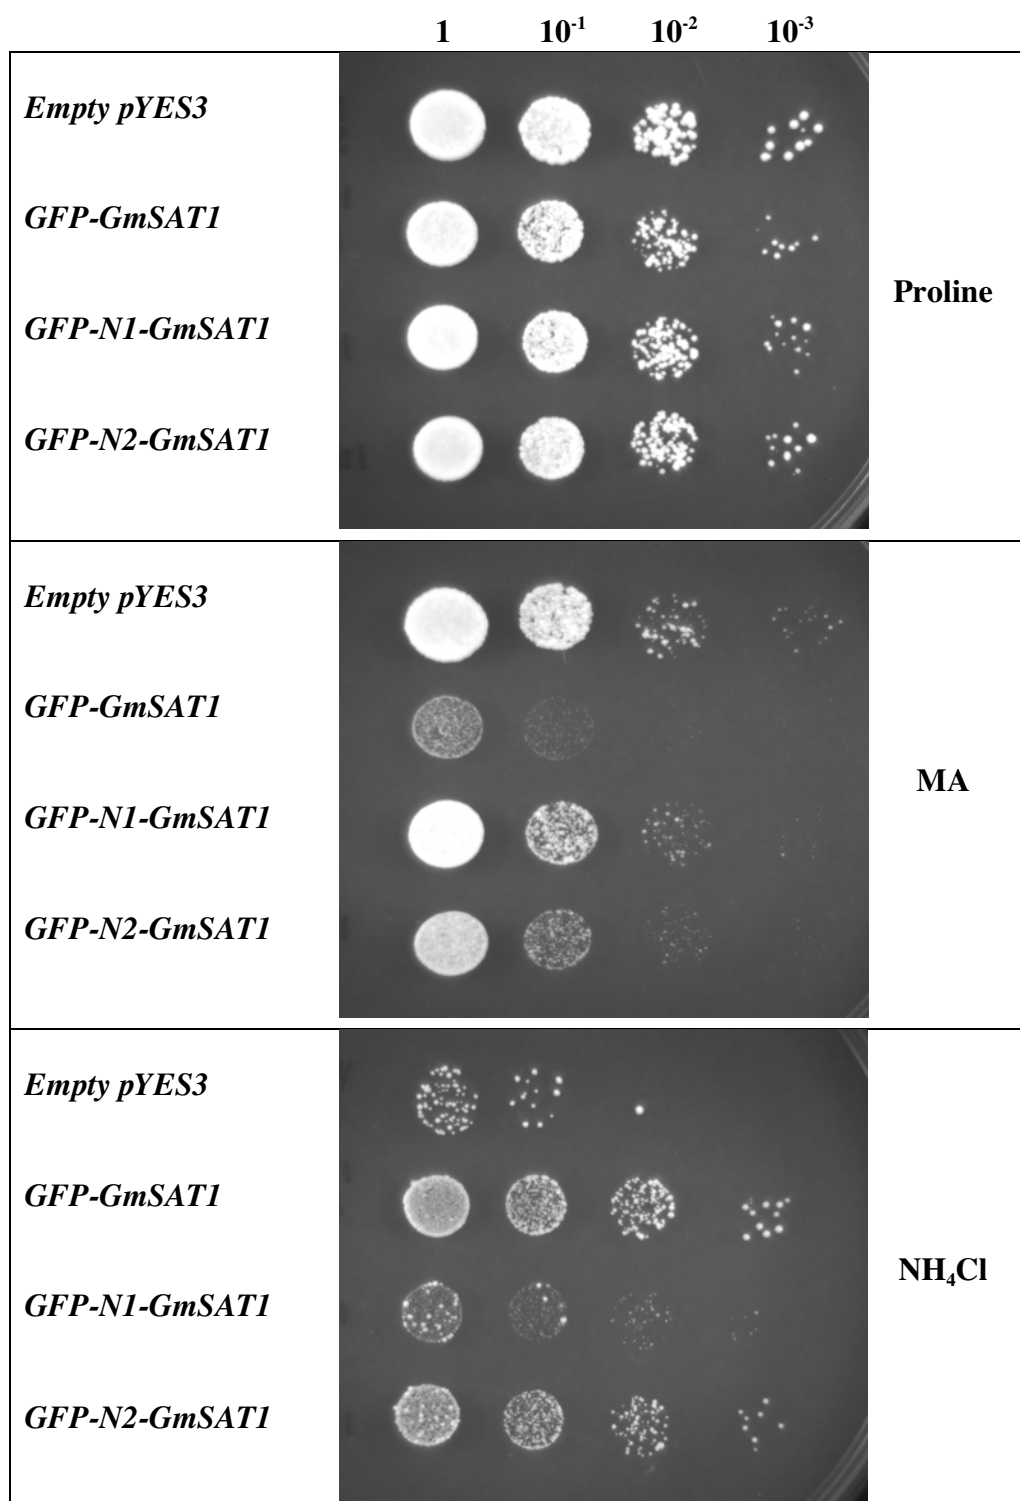 1 10⁻¹ 10⁻² 10⁻³
Empty pYES3
GFP-GmSAT1
GFP-N1-GmSAT1
GFP-N2-GmSAT1
Proline
Empty pYES3
GFP-GmSAT1
GFP-N1-GmSAT1
GFP-N2-GmSAT1
MA
Empty pYES3
GFP-GmSAT1
GFP-N1-GmSAT1
GFP-N2-GmSAT1
NH₄Cl